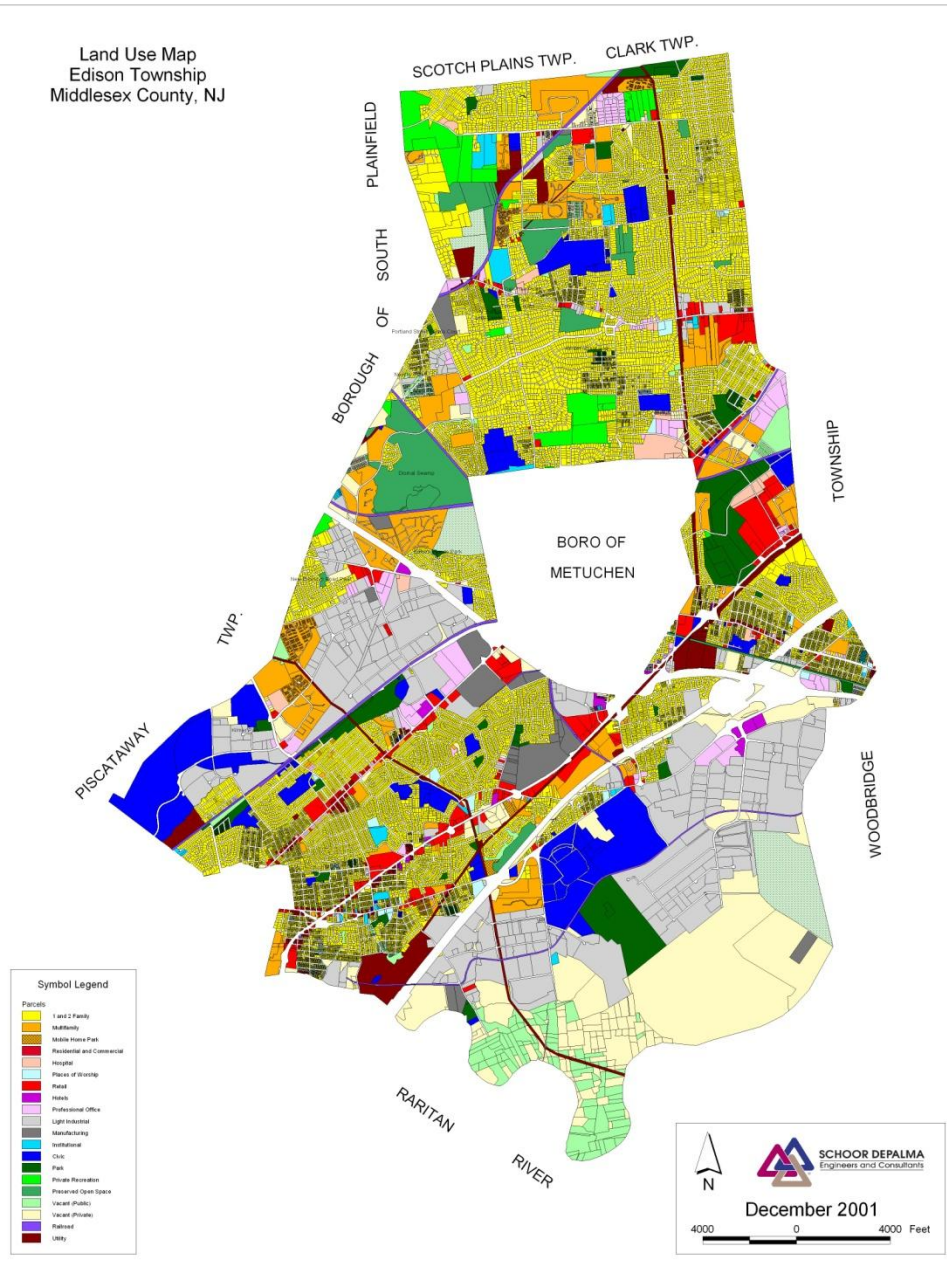 Land Use Map
Edison Township
Middlesex County, NJ
SCOTCH PLAINS TWP.
CLARK TWP.
BOROUGH OF SOUTH PLAINFIELD
TOWNSHIP
BORO OF
METUCHEN
PISCATAWAY TWP.
WOODBRIDGE
RARITAN
RIVER
Symbol Legend
Parcels
1 and 2 Family
Multifamily
Mobile Home Park
Residential and Commercial
Hospital
Places of Worship
Retail
Hotels
Professional Office
Light Industrial
Manufacturing
Institutional
Civic
Park
Private Recreation
Preserved Open Space
Vacant (Public)
Vacant (Private)
Railroad
Utility
N
SCHOOR DEPALMA
Engineers and Consultants
December 2001
4000 0 4000 Feet